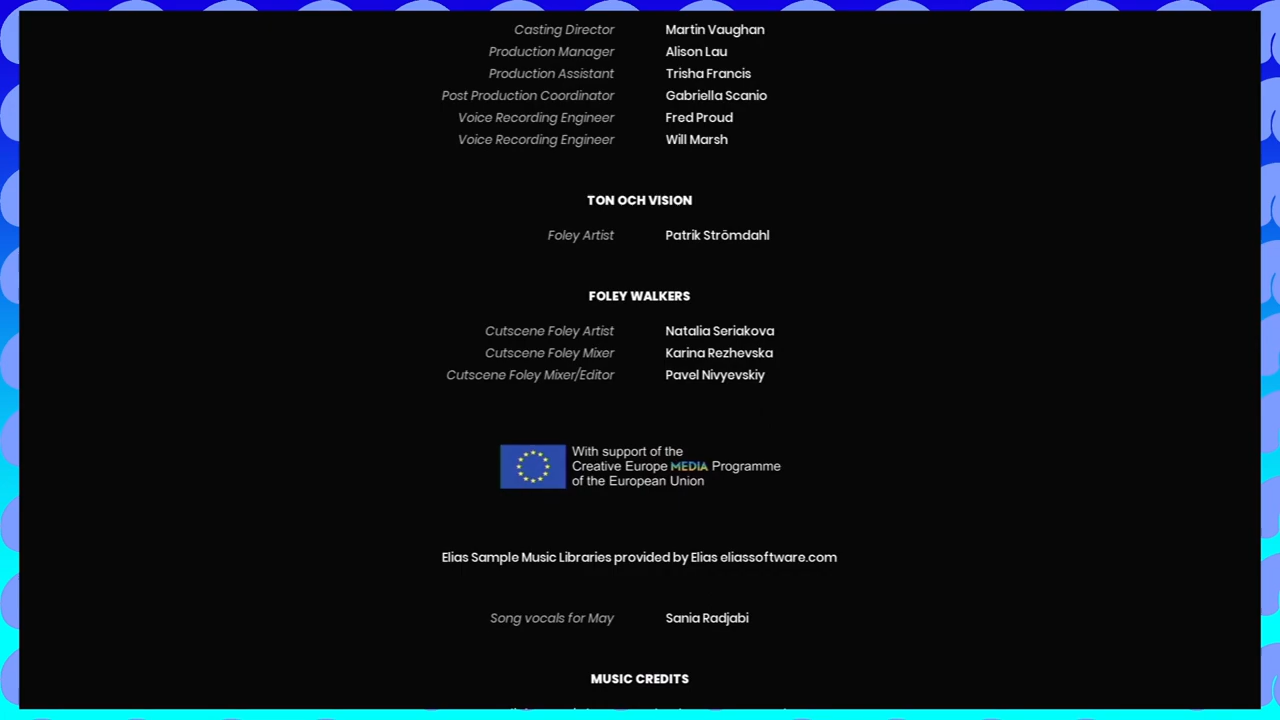 Casting Director Martin Vaughan
Production Manager Alison Lau
Production Assistant Trisha Francis
Post Production Coordinator Gabriella Scanio
Voice Recording Engineer Fred Proud
Voice Recording Engineer Will Marsh
TON OCH VISION
Foley Artist Patrik Strömdahl
FOLEY WALKERS
Cutscene Foley Artist Natalia Seriakova
Cutscene Foley Mixer Karina Rezhevska
Cutscene Foley Mixer/Editor Pavel Nivyevskiy
With support of the
Creative Europe MEDIA Programme
of the European Union
Elias Sample Music Libraries provided by Elias eliassoftware.com
Song vocals for May Sania Radjabi
MUSIC CREDITS